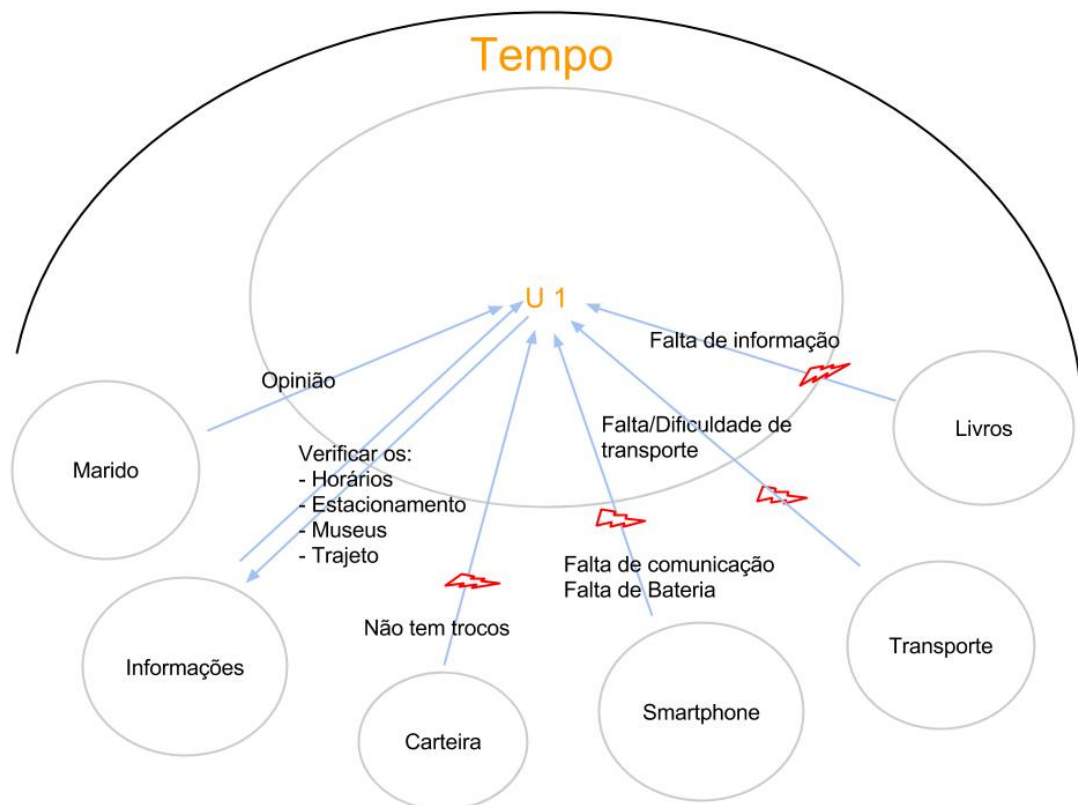 Tempo
U 1
Falta de informação
Opinião
Livros
Falta/Dificuldade de
transporte
Marido
Verificar os:
- Horários
- Estacionamento
- Museus
- Trajeto
Falta de comunicação
Falta de Bateria
Não tem trocos
Transporte
Informações
Smartphone
Carteira